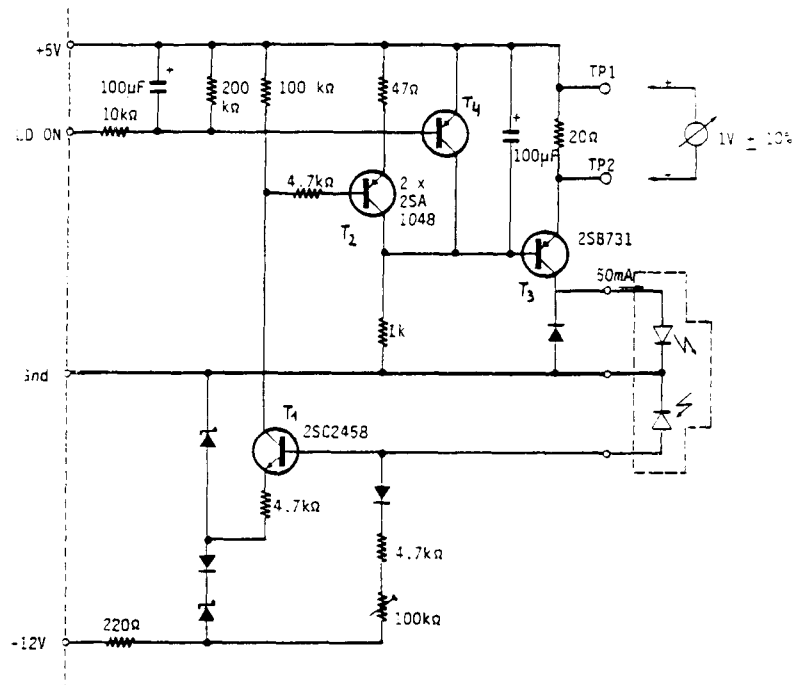 +5V
100µF
+
200 kΩ
100 kΩ
47Ω
T4
+
100µF
20Ω
TP1
TP2
+
-
1V ± 10%
10kΩ
LD ON
4.7kΩ
2 x
2SA
1048
T2
2SB731
T3
50mA
1k
Gnd
T1
2SC2458
4.7kΩ
4.7kΩ
100kΩ
220Ω
-12V